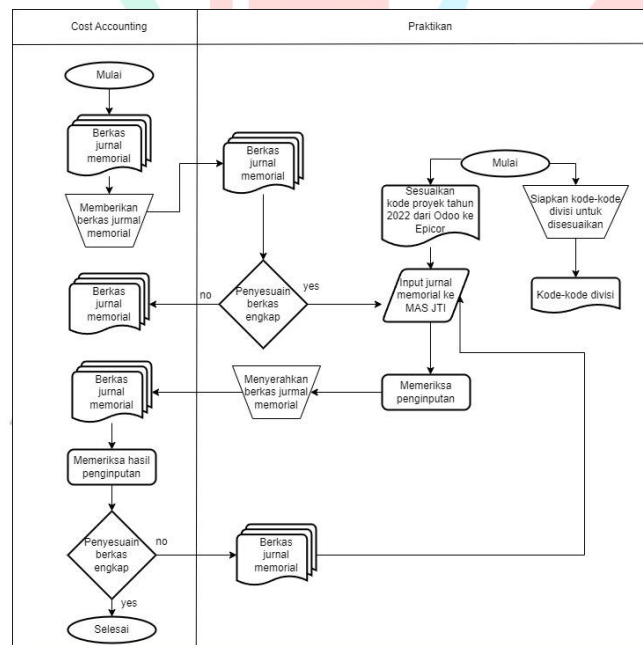 Cost Accounting
Praktikan
Mulai
Berkas
jurnal
memorial
Memberikan
berkas jurmal
memorial
Berkas
jurnal
memorial
Mulai
Sesuaikan
kode proyek tahun
2022 dari Odoo ke
Epicor
Siapkan kode-kode
divisi untuk
disesuaikan
Kode-kode divisi
Berkas
jurnal
memorial
no
Penyesuain
berkas
engkap
yes
Input jurnal
memorial ke
MAS JTI
Berkas
jurnal
memorial
Menyerahkan
berkas jurmal
memorial
Memeriksa
penginputan
Memeriksa hasil
penginputan
Penyesuain
berkas
engkap
no
Berkas
jurnal
memorial
yes
Selesai